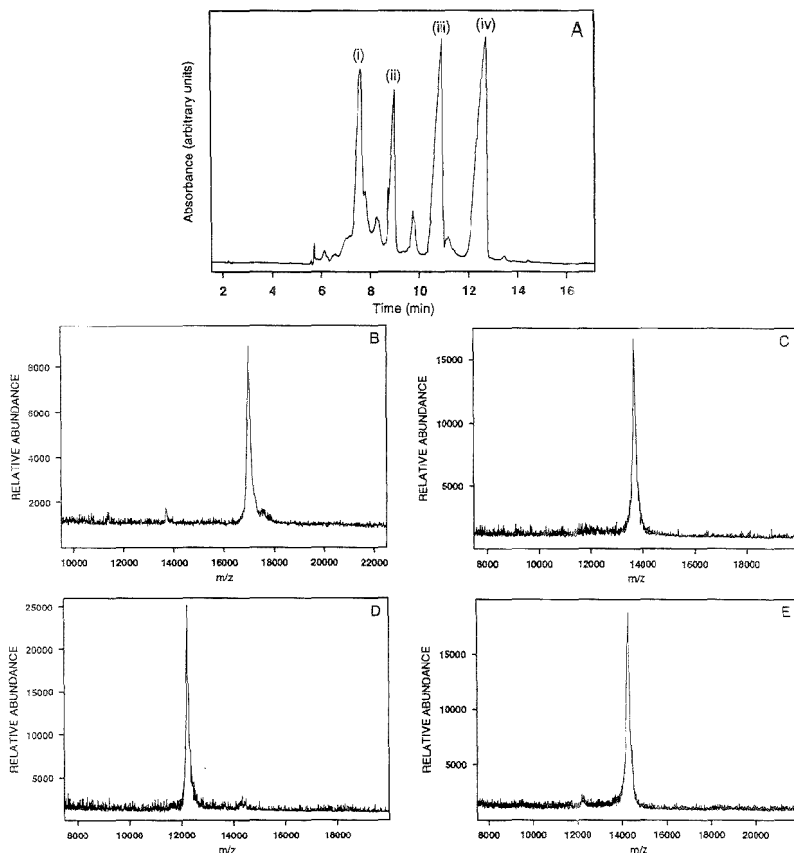 A
(i)
(ii)
(iii)
(iv)
Absorbance (arbitrary units)
2 4 6 8 10 12 14 16
Time (min)
B
RELATIVE ABUNDANCE
8000
6000
4000
2000
10000 12000 14000 16000 18000 20000 22000
m/z
C
RELATIVE ABUNDANCE
15000
10000
5000
8000 10000 12000 14000 16000 18000
m/z
D
RELATIVE ABUNDANCE
25000
20000
15000
10000
5000
8000 10000 12000 14000 16000 18000
m/z
E
RELATIVE ABUNDANCE
15000
10000
5000
8000 10000 12000 14000 16000 18000 20000
m/z